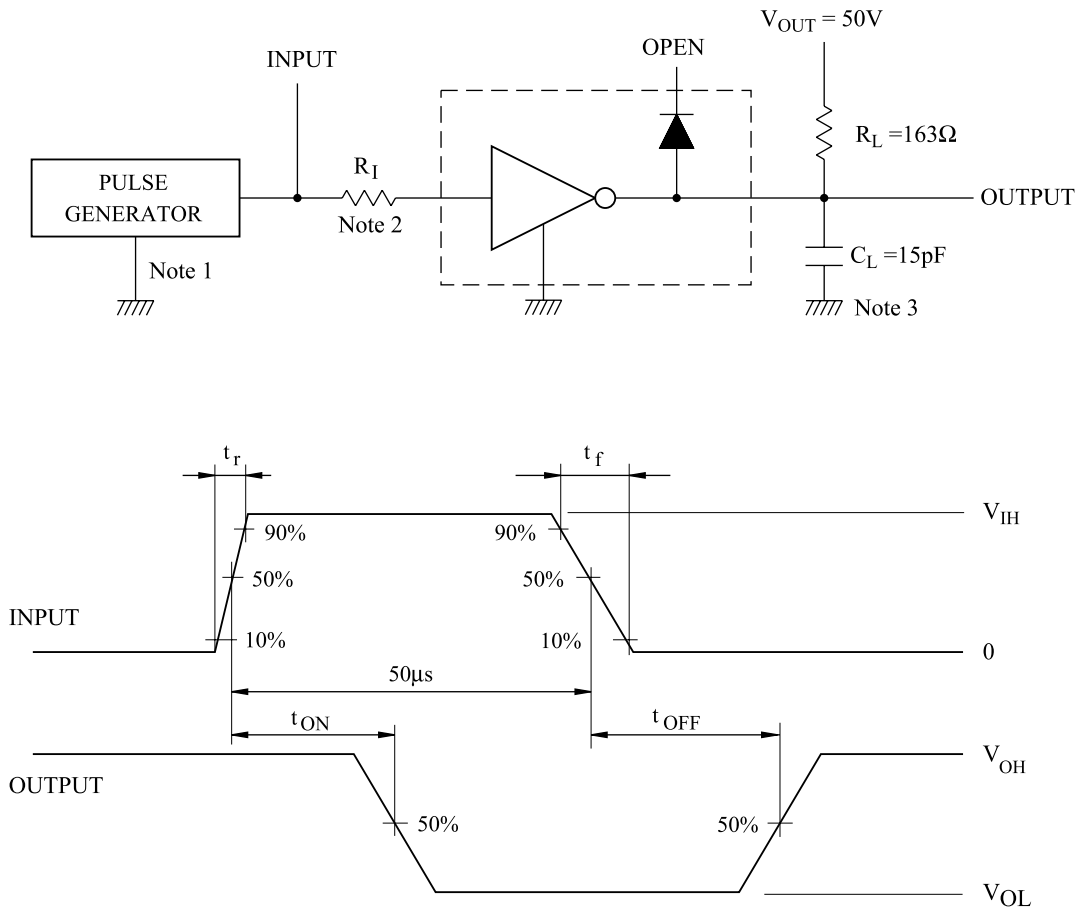 V_OUT = 50V
INPUT
OPEN
R_I
R_L =163Ω
PULSE
GENERATOR
Note 2
OUTPUT
Note 1
C_L =15pF
Note 3
t_r
t_f
V_IH
90%
90%
50%
50%
INPUT
10%
10%
0
50μs
t_ON
t_OFF
V_OH
OUTPUT
50%
50%
V_OL